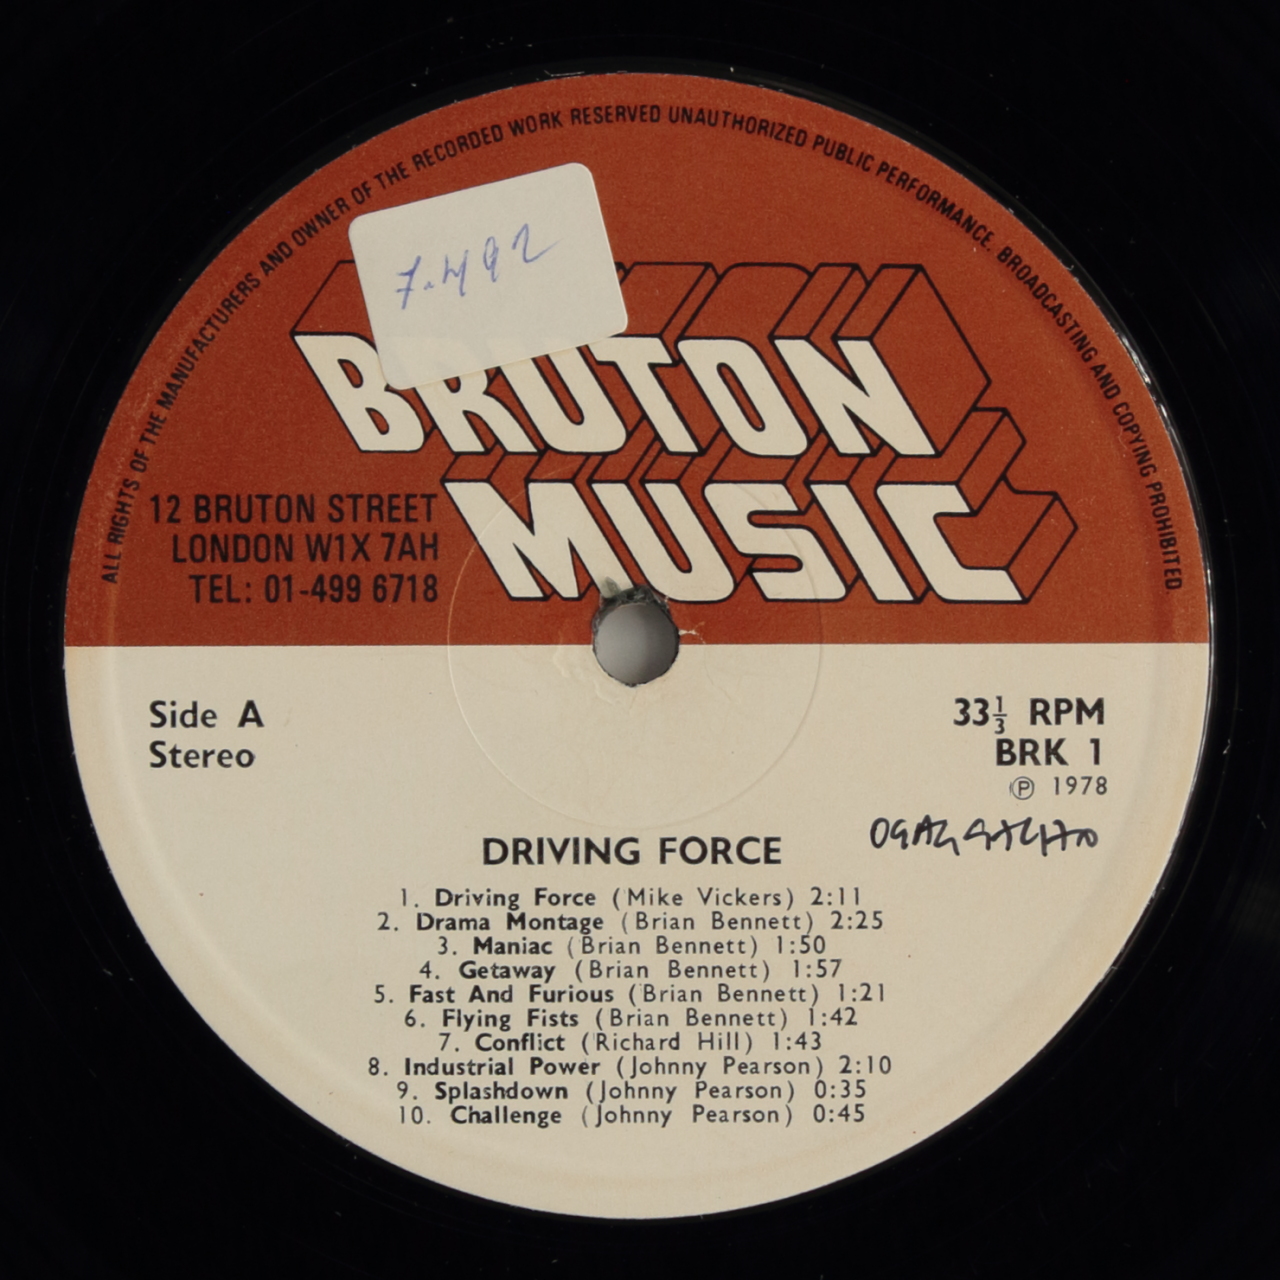 ALL RIGHTS OF THE MANUFACTURERS AND OWNER OF THE RECORDED WORK RESERVED UNAUTHORIZED PUBLIC PERFORMANCE. BROADCASTING AND COPYING PROHIBITED
7.492
BRUTON
MUSIC
12 BRUTON STREET
LONDON W1X 7AH
TEL: 01-499 6718
Side A
Stereo
33⅓ RPM
BRK 1
℗ 1978
DRIVING FORCE
1. Driving Force (Mike Vickers) 2:11
2. Drama Montage (Brian Bennett) 2:25
3. Maniac (Brian Bennett) 1:50
4. Getaway (Brian Bennett) 1:57
5. Fast And Furious (Brian Bennett) 1:21
6. Flying Fists (Brian Bennett) 1:42
7. Conflict (Richard Hill) 1:43
8. Industrial Power (Johnny Pearson) 2:10
9. Splashdown (Johnny Pearson) 0:35
10. Challenge (Johnny Pearson) 0:45